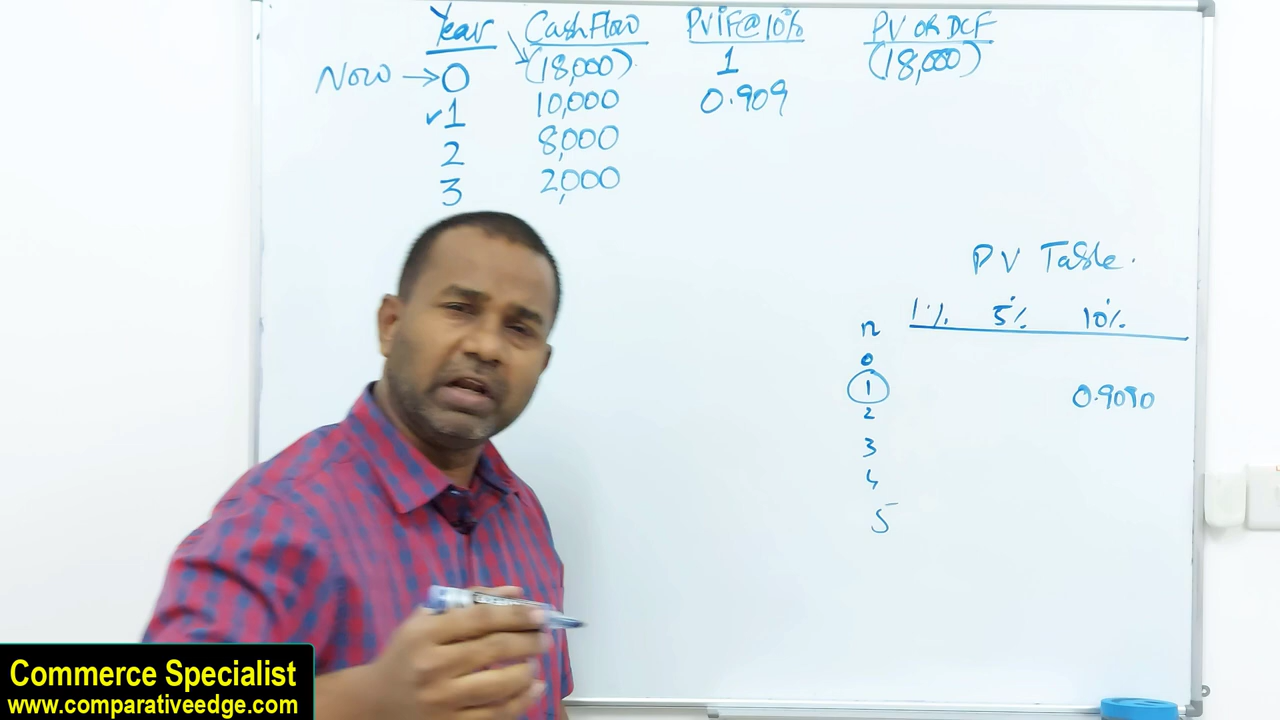 Year Cash Flow PVIF@10% PV OR DCF
Now → 0 (18,000) 1 (18,000)
✓1 10,000 0.909
2 8,000
3 2,000
PV Table.
n 1% 5% 10%
0
1 0.9090
2
3
4
5
Commerce Specialist
www.comparativeedge.com